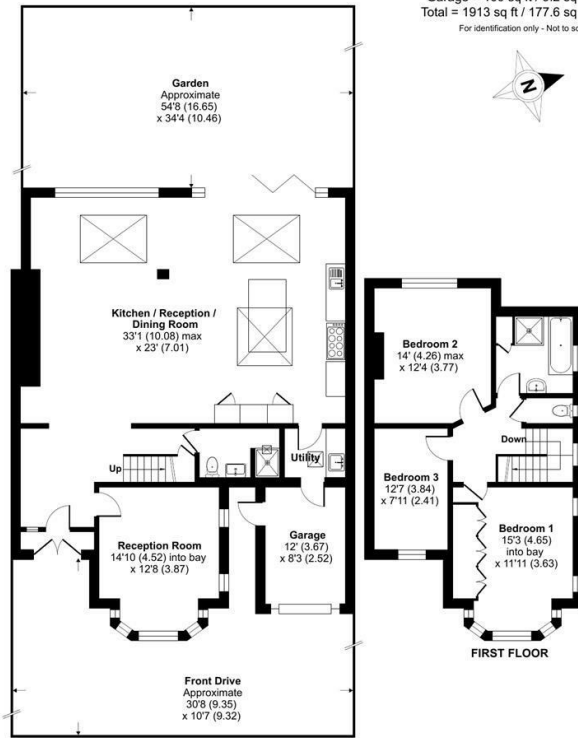 Total = 1913 sq ft / 177.6 sq
For identification only - Not to sc
N
Garden
Approximate
54'8 (16.65)
x 34'4 (10.46)
Kitchen / Reception /
Dining Room
33'1 (10.08) max
x 23' (7.01)
Up
Utility
Reception Room
14'10 (4.52) into bay
x 12'8 (3.87)
Garage
12' (3.67)
x 8'3 (2.52)
Front Drive
Approximate
30'8 (9.35)
x 10'7 (9.32)
Bedroom 2
14' (4.26) max
x 12'4 (3.77)
Down
Bedroom 3
12'7 (3.84)
x 7'11 (2.41)
Bedroom 1
15'3 (4.65)
into bay
x 11'11 (3.63)
FIRST FLOOR